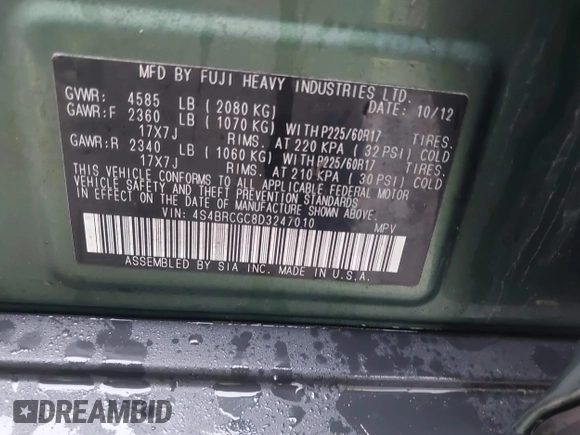 MFD BY FUJI HEAVY INDUSTRIES LTD.
GVWR: 4585 LB ( 2080 KG) DATE: 10/12
GAWR:F 2360 LB ( 1070 KG) WITH P225/60R17 TIRES,
17X7J RIMS, AT 220 KPA ( 32 PSI) COLD
GAWR:R 2340 LB ( 1060 KG) WITH P225/60R17 TIRES,
17X7J RIMS, AT 210 KPA ( 30 PSI) COLD
THIS VEHICLE CONFORMS TO ALL APPLICABLE FEDERAL MOTOR
VEHICLE SAFETY AND THEFT PREVENTION STANDARDS
IN EFFECT ON THE DATE OF MANUFACTURE SHOWN ABOVE.
VIN: 4S4BRCGC8D3247010 MPV
ASSEMBLED BY SIA INC. MADE IN U.S.A.
DREAMBID